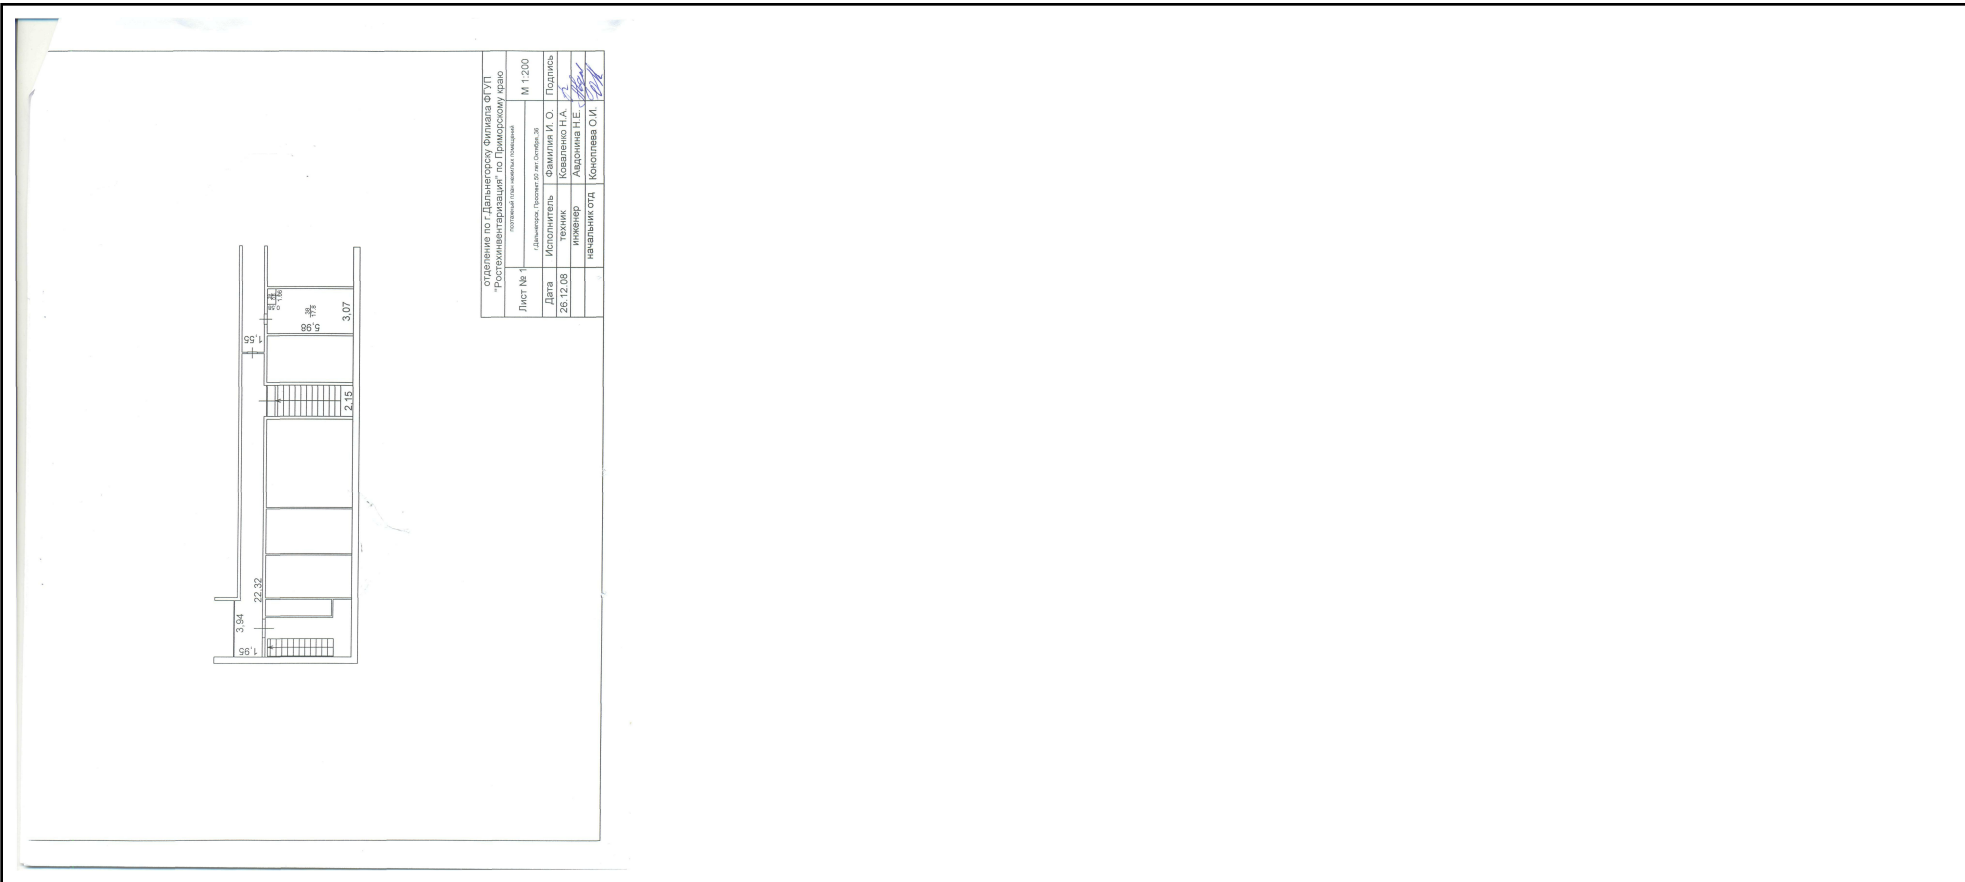 отделение по г.Дальнегорску Филиала ФГУП
"Ростехинвентаризация" по Приморскому краю
Лист № 1
поэтажный план нежилых помещений
г.Дальнегорск, Проспект 50 лет Октября, 36
М 1:200
Дата Исполнитель Фамилия И. О. Подпись
26.12.08 техник Коваленко Н.А.
инженер Авдонина Н.Е.
начальник отд Коноплева О.И.
17.8
5,98
3,07
1,55
2,15
22,32
3,94
1,95